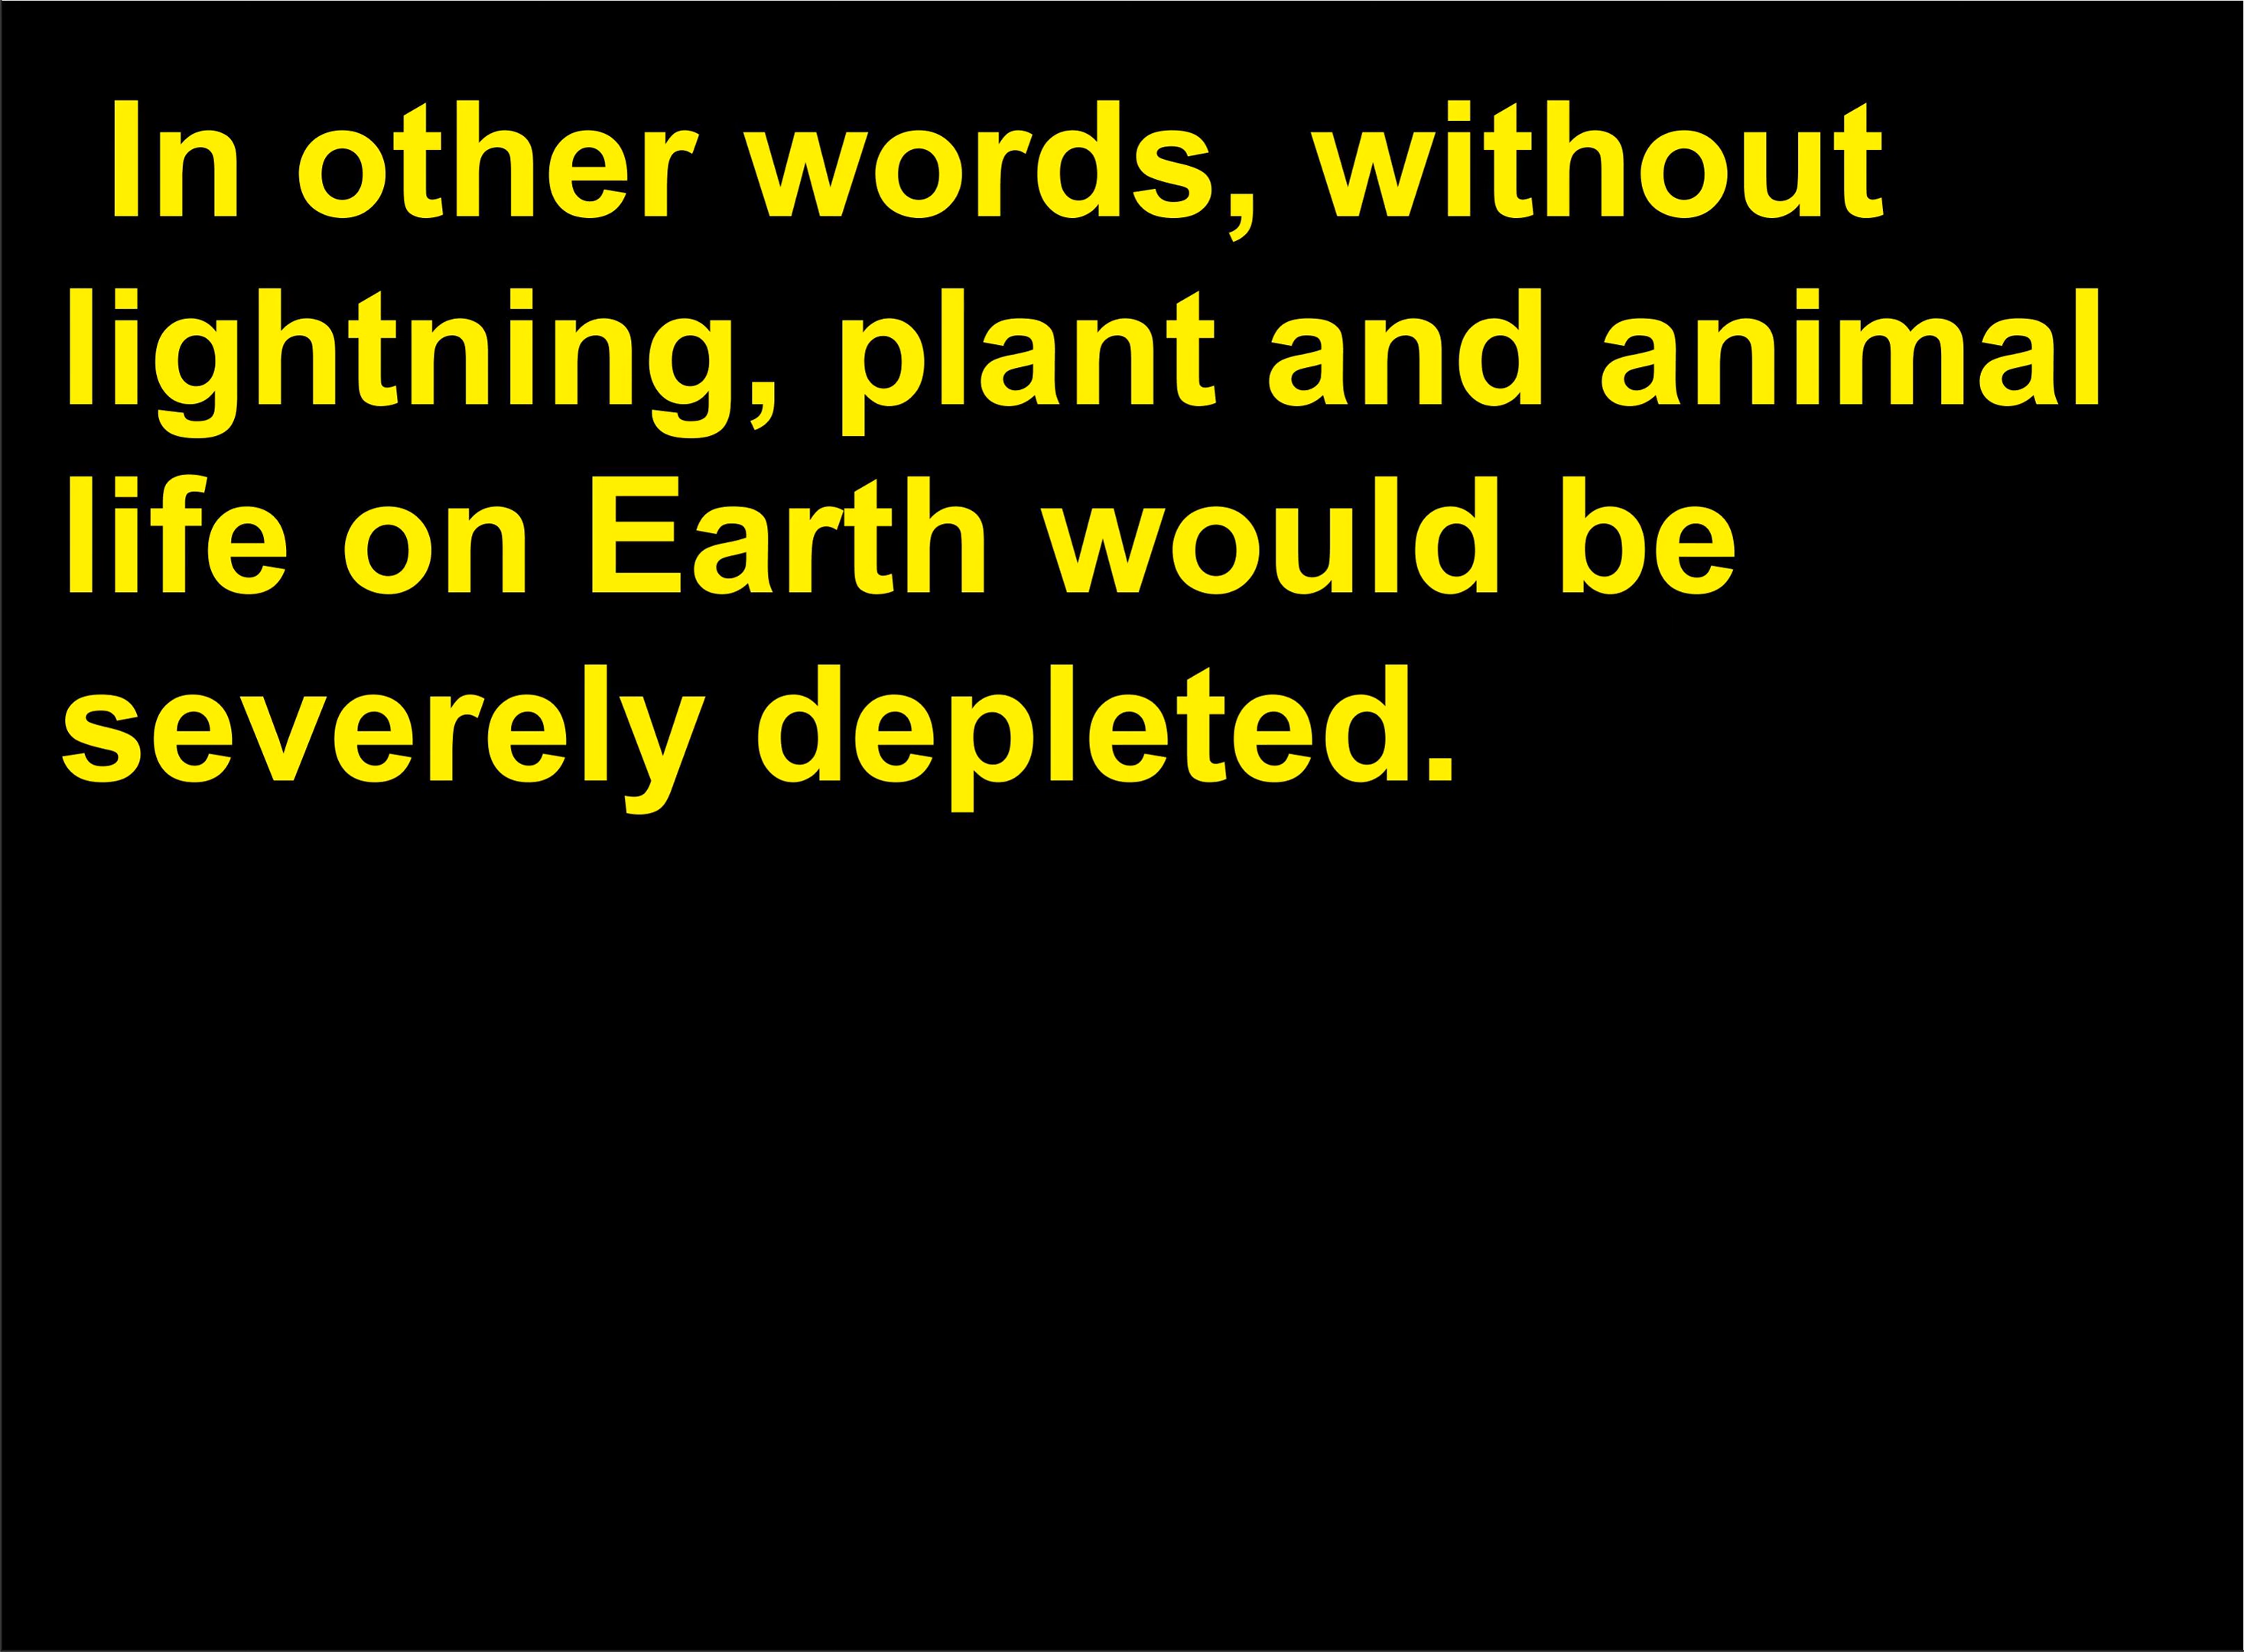 In other words, without
lightning, plant and animal
life on Earth would be
severely depleted.